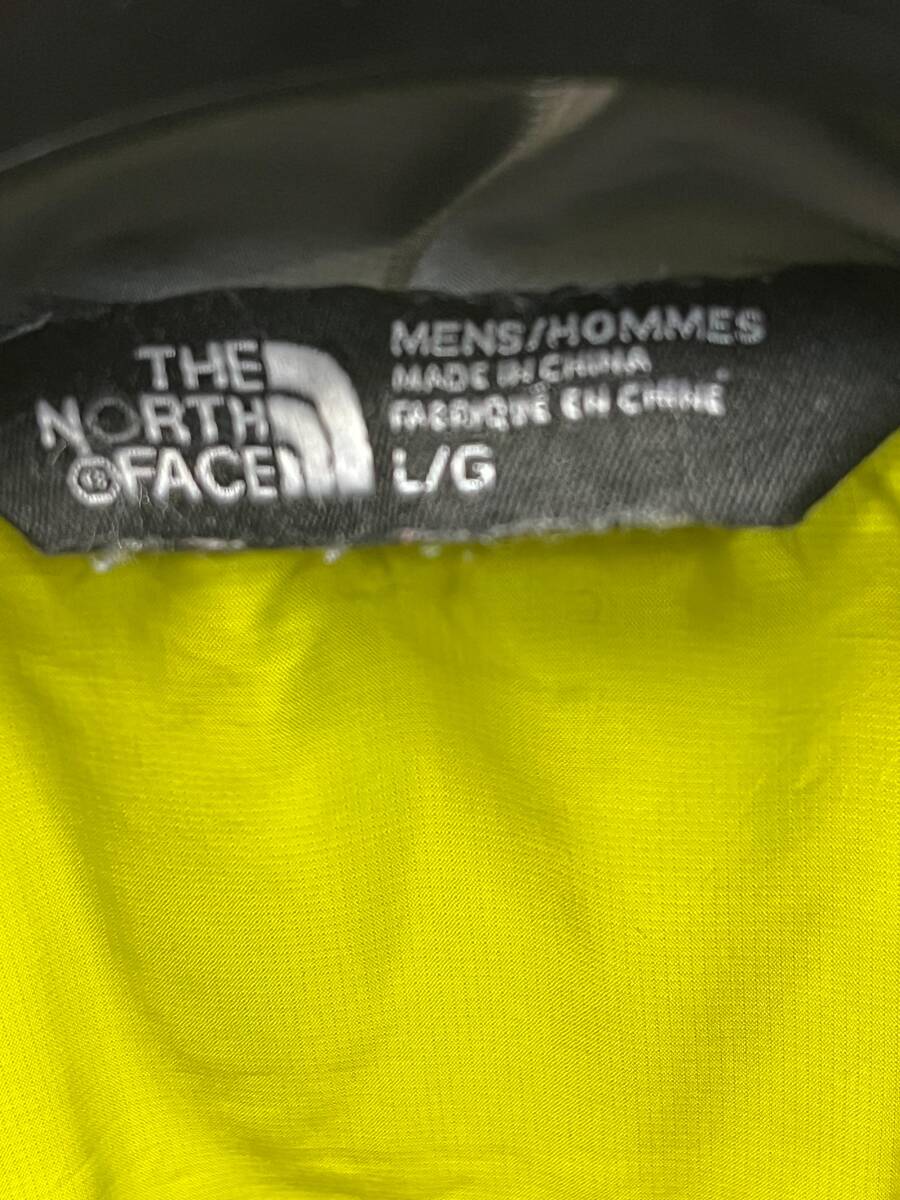 THE
NORTH
FACE
®
MENS/HOMMES
MADE IN CHINA
FABRIQUÉ EN CHINE
L/G